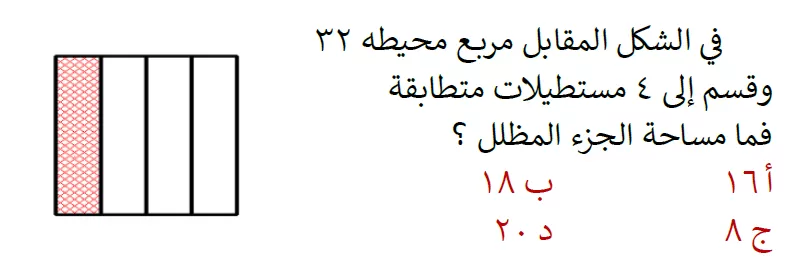 في الشكل المقابل مربع محيطه ٣٢
وقسم إلى ٤ مستطيلات متطابقة
فما مساحة الجزء المظلل ؟
أ ١٦ ب ١٨
ج ٨ د ٢٠